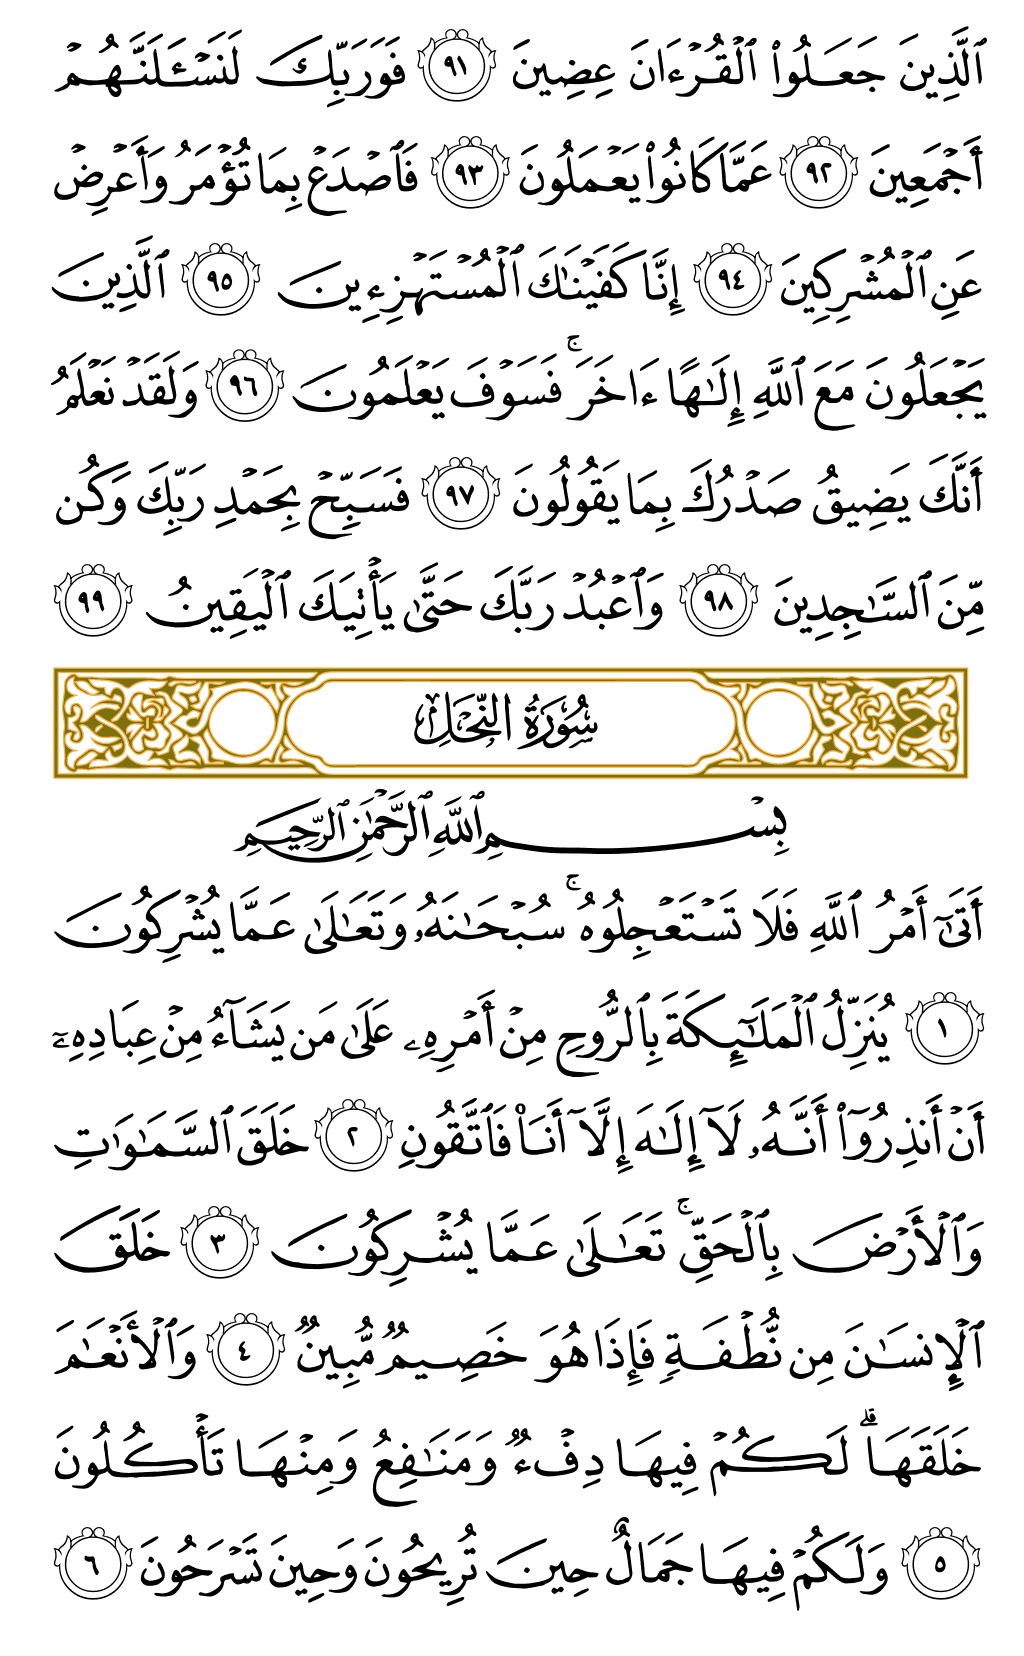 ٱلَّذِينَ جَعَلُوا۟ ٱلْقُرْءَانَ عِضِينَ ٩١ فَوَرَبِّكَ لَنَسْـَٔلَنَّهُمْ
أَجْمَعِينَ ٩٢ عَمَّا كَانُوا۟ يَعْمَلُونَ ٩٣ فَٱصْدَعْ بِمَا تُؤْمَرُ وَأَعْرِضْ
عَنِ ٱلْمُشْرِكِينَ ٩٤ إِنَّا كَفَيْنَـٰكَ ٱلْمُسْتَهْزِءِينَ ٩٥ ٱلَّذِينَ
يَجْعَلُونَ مَعَ ٱللَّهِ إِلَـٰهًا ءَاخَرَ ۚ فَسَوْفَ يَعْلَمُونَ ٩٦ وَلَقَدْ نَعْلَمُ
أَنَّكَ يَضِيقُ صَدْرُكَ بِمَا يَقُولُونَ ٩٧ فَسَبِّحْ بِحَمْدِ رَبِّكَ وَكُن
مِّنَ ٱلسَّـٰجِدِينَ ٩٨ وَٱعْبُدْ رَبَّكَ حَتَّىٰ يَأْتِيَكَ ٱلْيَقِينُ ٩٩
سُورَةُ النَّحْلِ
بِسْمِ ٱللَّهِ ٱلرَّحْمَـٰنِ ٱلرَّحِيمِ
أَتَىٰٓ أَمْرُ ٱللَّهِ فَلَا تَسْتَعْجِلُوهُ ۚ سُبْحَـٰنَهُۥ وَتَعَـٰلَىٰ عَمَّا يُشْرِكُونَ
١ يُنَزِّلُ ٱلْمَلَـٰٓئِكَةَ بِٱلرُّوحِ مِنْ أَمْرِهِۦ عَلَىٰ مَن يَشَآءُ مِنْ عِبَادِهِۦٓ
أَنْ أَنذِرُوٓا۟ أَنَّهُۥ لَآ إِلَـٰهَ إِلَّآ أَنَا۠ فَٱتَّقُونِ ٢ خَلَقَ ٱلسَّمَـٰوَٰتِ
وَٱلْأَرْضَ بِٱلْحَقِّ ۚ تَعَـٰلَىٰ عَمَّا يُشْرِكُونَ ٣ خَلَقَ
ٱلْإِنسَـٰنَ مِن نُّطْفَةٍ فَإِذَا هُوَ خَصِيمٌ مُّبِينٌ ٤ وَٱلْأَنْعَـٰمَ
خَلَقَهَا ۗ لَكُمْ فِيهَا دِفْءٌ وَمَنَـٰفِعُ وَمِنْهَا تَأْكُلُونَ
٥ وَلَكُمْ فِيهَا جَمَالٌ حِينَ تُرِيحُونَ وَحِينَ تَسْرَحُونَ ٦